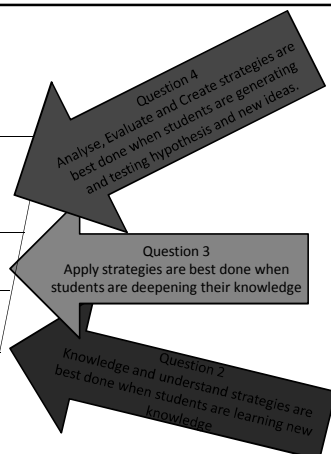 Question 4
Analyse, Evaluate and Create strategies are
best done when students are generating
and testing hypothesis and new ideas.
Question 3
Apply strategies are best done when
students are deepening their knowledge
Question 2
Knowledge and understand strategies are
best done when students are learning new
knowledge